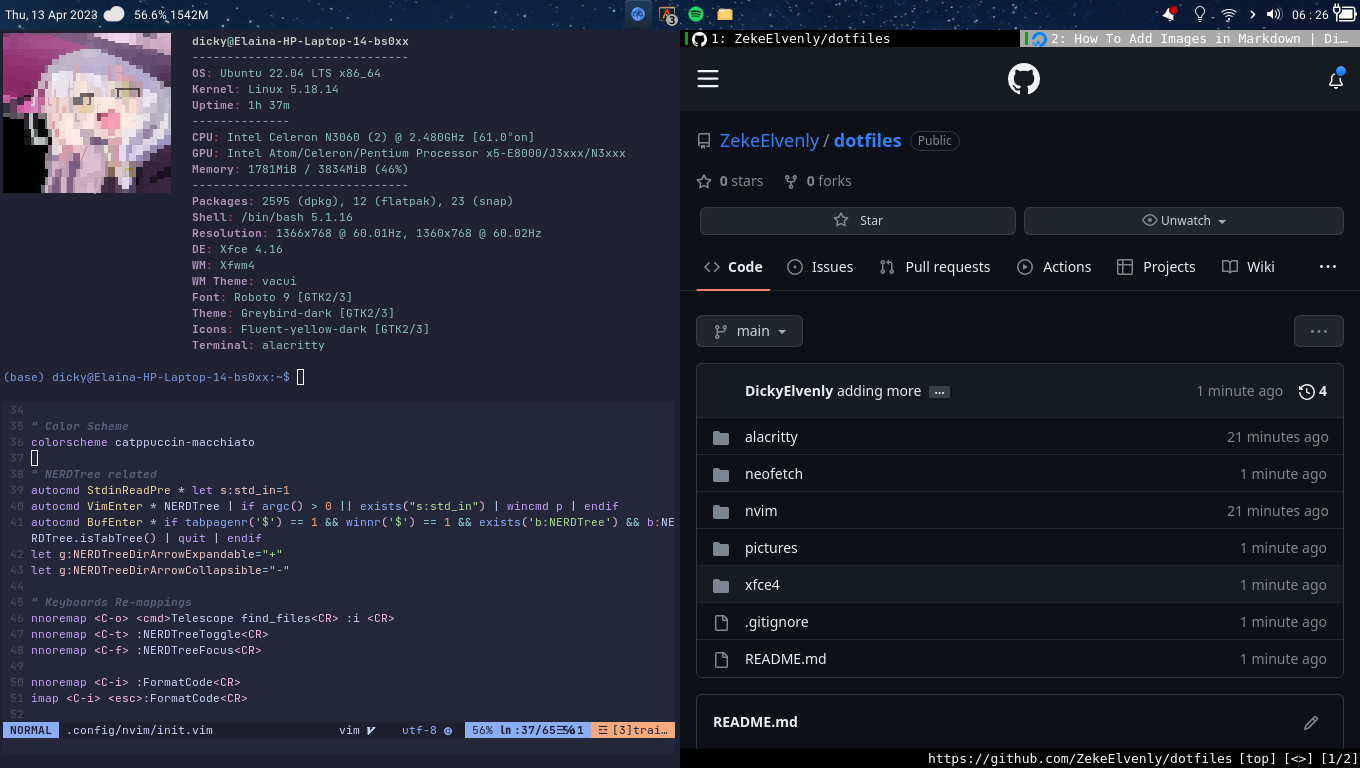 Thu, 13 Apr 2023 56.6% 1542M
3
06 : 26
dicky@Elaina-HP-Laptop-14-bs0xx
-------------------------------
OS: Ubuntu 22.04 LTS x86_64
Kernel: Linux 5.18.14
Uptime: 1h 37m
--------------
CPU: Intel Celeron N3060 (2) @ 2.480GHz [61.0°on]
GPU: Intel Atom/Celeron/Pentium Processor x5-E8000/J3xxx/N3xxx
Memory: 1781MiB / 3834MiB (46%)
-------------------------------
Packages: 2595 (dpkg), 12 (flatpak), 23 (snap)
Shell: /bin/bash 5.1.16
Resolution: 1366x768 @ 60.01Hz, 1360x768 @ 60.02Hz
DE: Xfce 4.16
WM: Xfwm4
WM Theme: vacui
Font: Roboto 9 [GTK2/3]
Theme: Greybird-dark [GTK2/3]
Icons: Fluent-yellow-dark [GTK2/3]
Terminal: alacritty
(base) dicky@Elaina-HP-Laptop-14-bs0xx:~$
34
35 " Color Scheme
36 colorscheme catppuccin-macchiato
37
38 " NERDTree related
39 autocmd StdinReadPre * let s:std_in=1
40 autocmd VimEnter * NERDTree | if argc() > 0 || exists("s:std_in") | wincmd p | endif
41 autocmd BufEnter * if tabpagenr('$') == 1 && winnr('$') == 1 && exists('b:NERDTree') && b:NE
RDTree.isTabTree() | quit | endif
42 let g:NERDTreeDirArrowExpandable="+"
43 let g:NERDTreeDirArrowCollapsible="-"
44
45 " Keyboards Re-mappings
46 nnoremap <C-o> <cmd>Telescope find_files<CR> :i <CR>
47 nnoremap <C-t> :NERDTreeToggle<CR>
48 nnoremap <C-f> :NERDTreeFocus<CR>
49
50 nnoremap <C-i> :FormatCode<CR>
51 imap <C-i> <esc>:FormatCode<CR>
52
NORMAL .config/nvim/init.vim vim utf-8 56% ln:37/65 ☲ [3]trai…
1: ZekeElvenly/dotfiles
2: How To Add Images in Markdown | Di…
ZekeElvenly / dotfiles Public
0 stars 0 forks
Star Unwatch
Code Issues Pull requests Actions Projects Wiki ···
main ···
DickyElvenly adding more … 1 minute ago 4
alacritty 21 minutes ago
neofetch 1 minute ago
nvim 21 minutes ago
pictures 1 minute ago
xfce4 1 minute ago
.gitignore 1 minute ago
README.md 1 minute ago
README.md
https://github.com/ZekeElvenly/dotfiles [top] [<>] [1/2]